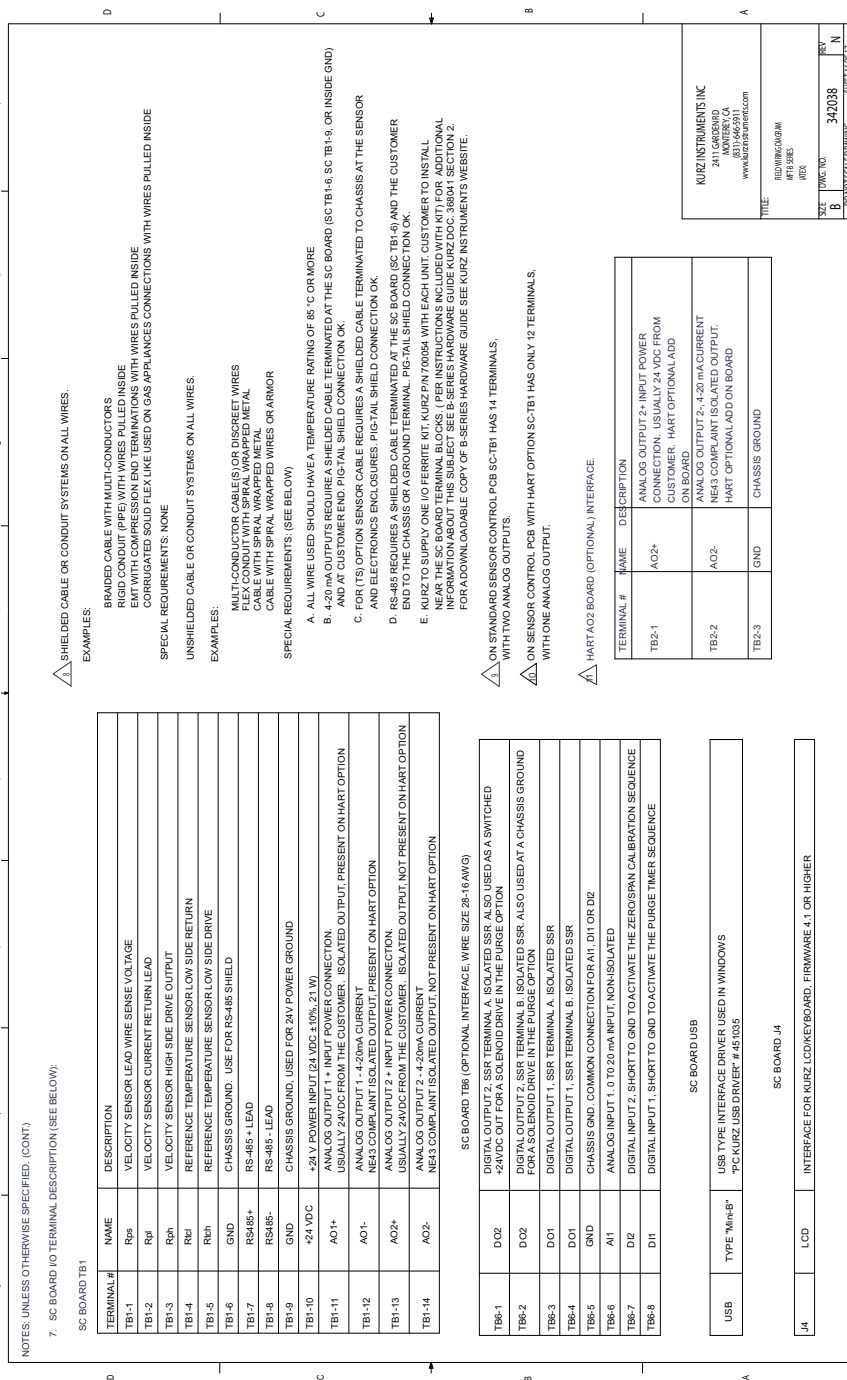 NOTES: UNLESS OTHERWISE SPECIFIED. (CONT.)
7. SC BOARD I/O TERMINAL DESCRIPTION (SEE BELOW):
SC BOARD TB1
TERMINAL # NAME DESCRIPTION
TB1-1 Rps VELOCITY SENSOR LEAD WIRE SENSE VOLTAGE
TB1-2 Rpl VELOCITY SENSOR CURRENT RETURN LEAD
TB1-3 Rph VELOCITY SENSOR HIGH SIDE DRIVE OUTPUT
TB1-4 Rtcl REFERENCE TEMPERATURE SENSOR LOW SIDE RETURN
TB1-5 Rtch REFERENCE TEMPERATURE SENSOR LOW SIDE DRIVE
TB1-6 GND CHASSIS GROUND. USE FOR RS-485 SHIELD
TB1-7 RS485+ RS-485 + LEAD
TB1-8 RS485- RS-485 - LEAD
TB1-9 GND CHASSIS GROUND, USED FOR 24V POWER GROUND
TB1-10 +24 VDC +24 V POWER INPUT (24 VDC ±10%, 21 W)
TB1-11 AO1+ ANALOG OUTPUT 1 + INPUT POWER CONNECTION.
USUALLY 24VDC FROM THE CUSTOMER. ISOLATED OUTPUT, PRESENT ON HART OPTION
TB1-12 AO1- ANALOG OUTPUT 1 - 4-20mA CURRENT
NE43 COMPLAINT ISOLATED OUTPUT, PRESENT ON HART OPTION
TB1-13 AO2+ ANALOG OUTPUT 2 + INPUT POWER CONNECTION.
USUALLY 24VDC FROM THE CUSTOMER. ISOLATED OUTPUT, NOT PRESENT ON HART OPTION
TB1-14 AO2- ANALOG OUTPUT 2 - 4-20mA CURRENT
NE43 COMPLAINT ISOLATED OUTPUT, NOT PRESENT ON HART OPTION
SC BOARD TB6 (OPTIONAL INTERFACE, WIRE SIZE 28-16 AWG)
TB6-1 DO2 DIGITAL OUTPUT 2, SSR TERMINAL A. ISOLATED SSR. ALSO USED AS A SWITCHED
+24VDC OUT FOR A SOLENOID DRIVE IN THE PURGE OPTION
TB6-2 DO2 DIGITAL OUTPUT 2, SSR TERMINAL B. ISOLATED SSR. ALSO USED AT A CHASSIS GROUND
FOR A SOLENOID DRIVE IN THE PURGE OPTION
TB6-3 DO1 DIGITAL OUTPUT 1, SSR TERMINAL A. ISOLATED SSR
TB6-4 DO1 DIGITAL OUTPUT 1, SSR TERMINAL B. ISOLATED SSR
TB6-5 GND CHASSIS GND. COMMON CONNECTION FOR AI1, DI1 OR DI2
TB6-6 AI1 ANALOG INPUT 1 . 0 TO 20 mA INPUT, NON-ISOLATED
TB6-7 DI2 DIGITAL INPUT 2, SHORT TO GND TO ACTIVATE THE ZERO/SPAN CALIBRATION SEQUENCE
TB6-8 DI1 DIGITAL INPUT 1, SHORT TO GND TO ACTIVATE THE PURGE TIMER SEQUENCE
SC BOARD USB
USB TYPE "Mini-B" USB TYPE INTERFACE DRIVER USED IN WINDOWS
"PC KURZ USB DRIVER" # 451035
SC BOARD J4
J4 LCD INTERFACE FOR KURZ LCD/KEYBOARD. FIRMWARE 4.1 OR HIGHER
8 SHIELDED CABLE OR CONDUIT SYSTEMS ON ALL WIRES.
EXAMPLES:
BRAIDED CABLE WITH MULTI-CONDUCTORS
RIGID CONDUIT (PIPE) WITH WIRES PULLED INSIDE
EMT WITH COMPRESSION END TERMINATIONS WITH WIRES PULLED INSIDE
CORRUGATED SOLID FLEX LIKE USED ON GAS APPLIANCES CONNECTIONS WITH WIRES PULLED INSIDE
SPECIAL REQUIREMENTS: NONE
UNSHIELDED CABLE OR CONDUIT SYSTEMS ON ALL WIRES.
EXAMPLES:
MULTI-CONDUCTOR CABLE(S) OR DISCREET WIRES
FLEX CONDUIT WITH SPIRAL WRAPPED METAL
CABLE WITH SPIRAL WRAPPED METAL
CABLE WITH SPIRAL WRAPPED WIRES OR ARMOR
SPECIAL REQUIREMENTS: (SEE BELOW)
A. ALL WIRE USED SHOULD HAVE A TEMPERATURE RATING OF 85 °C OR MORE
B. 4-20 mA OUTPUTS REQUIRE A SHIELDED CABLE TERMINATED AT THE SC BOARD (SC TB1-6, SC TB1-9, OR INSIDE GND)
AND AT CUSTOMER END. PIGTAIL SHIELD CONNECTION OK.
C. FOR (TS) OPTION SENSOR CABLE REQUIRES A SHIELDED CABLE TERMINATED TO CHASSIS AT THE SENSOR
AND ELECTRONICS ENCLOSURES. PIG-TAIL SHIELD CONNECTION OK.
D. RS-485 REQUIRES A SHIELDED CABLE TERMINATED AT THE SC BOARD (SC TB1-6) AND THE CUSTOMER
END TO THE CHASSIS OR A GROUND TERMINAL. PIG-TAIL SHIELD CONNECTION OK.
E. KURZ TO SUPPLY ONE I/O FERRITE KIT, KURZ P/N 700054 WITH EACH UNIT. CUSTOMER TO INSTALL
NEAR THE SC BOARD TERMINAL BLOCKS. ( PER INSTRUCTIONS INCLUDED WITH KIT) FOR ADDITIONAL
INFORMATION ABOUT THIS SUBJECT SEE B-SERIES HARDWARE GUIDE KURZ DOC. 368041 SECTION 2.
FOR A DOWNLOADABLE COPY OF B-SERIES HARDWARE GUIDE SEE KURZ INSTRUMENTS WEBSITE.
9 ON STANDARD SENSOR CONTROL PCB SC-TB1 HAS 14 TERMINALS,
WITH TWO ANALOG OUTPUTS.
10 ON SENSOR CONTROL PCB WITH HART OPTION SC-TB1 HAS ONLY 12 TERMINALS,
WITH ONE ANALOG OUTPUT.
11 HART AO2 BOARD (OPTIONAL) INTERFACE.
TERMINAL # NAME DESCRIPTION
TB2-1 AO2+ ANALOG OUTPUT 2+ INPUT POWER
CONNECTION. USUALLY 24 VDC FROM
CUSTOMER. HART OPTIONAL ADD
ON BOARD
TB2-2 AO2- ANALOG OUTPUT 2-, 4-20 mA CURRENT
NE43 COMPLAINT ISOLATED OUTPUT.
HART OPTIONAL ADD ON BOARD
TB2-3 GND CHASSIS GROUND
KURZ INSTRUMENTS INC
2411 GARDEN RD
MONTEREY, CA
(831)-646-5911
www.kurzinstruments.com
TITLE:
FIELD WIRING DIAGRAM
MFT B SERIES
(ATEX)
SIZE DWG. NO. REV
B 342038 N
D
C
B
A
D
C
B
A